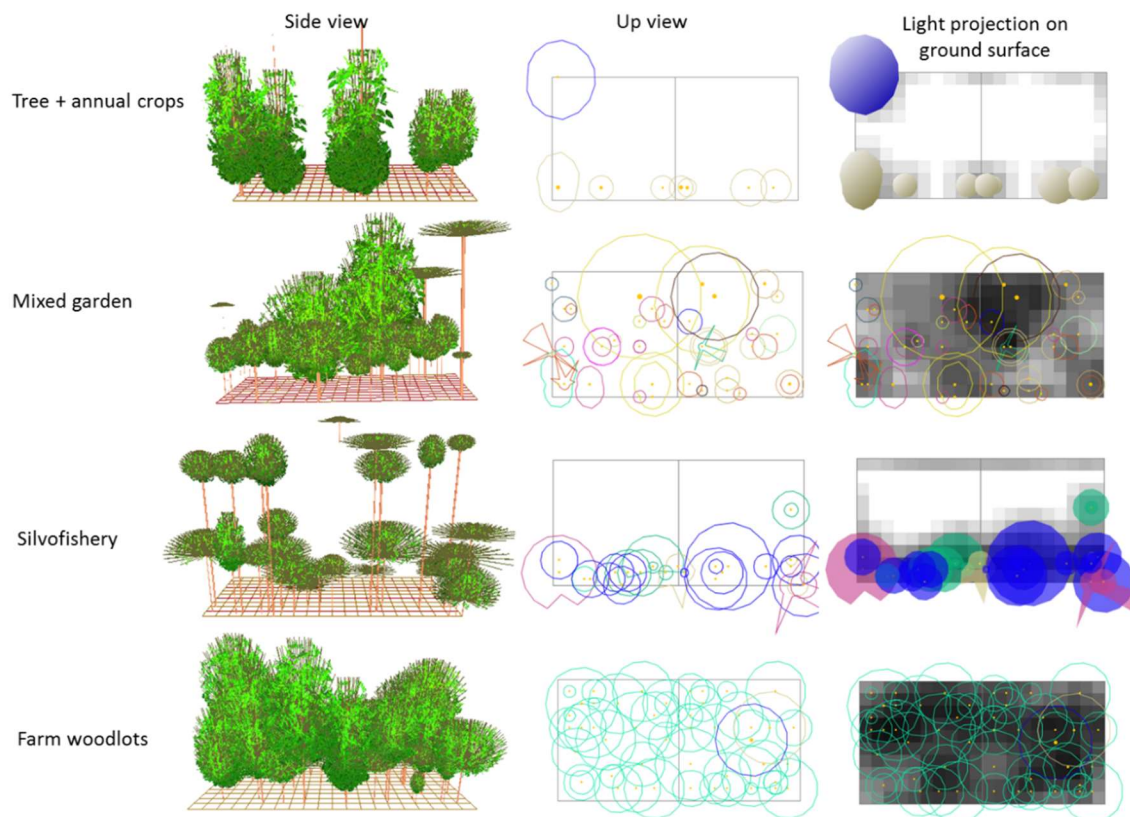 Side view
Up view
Light projection on
ground surface
Tree + annual crops
Mixed garden
Silvofishery
Farm woodlots